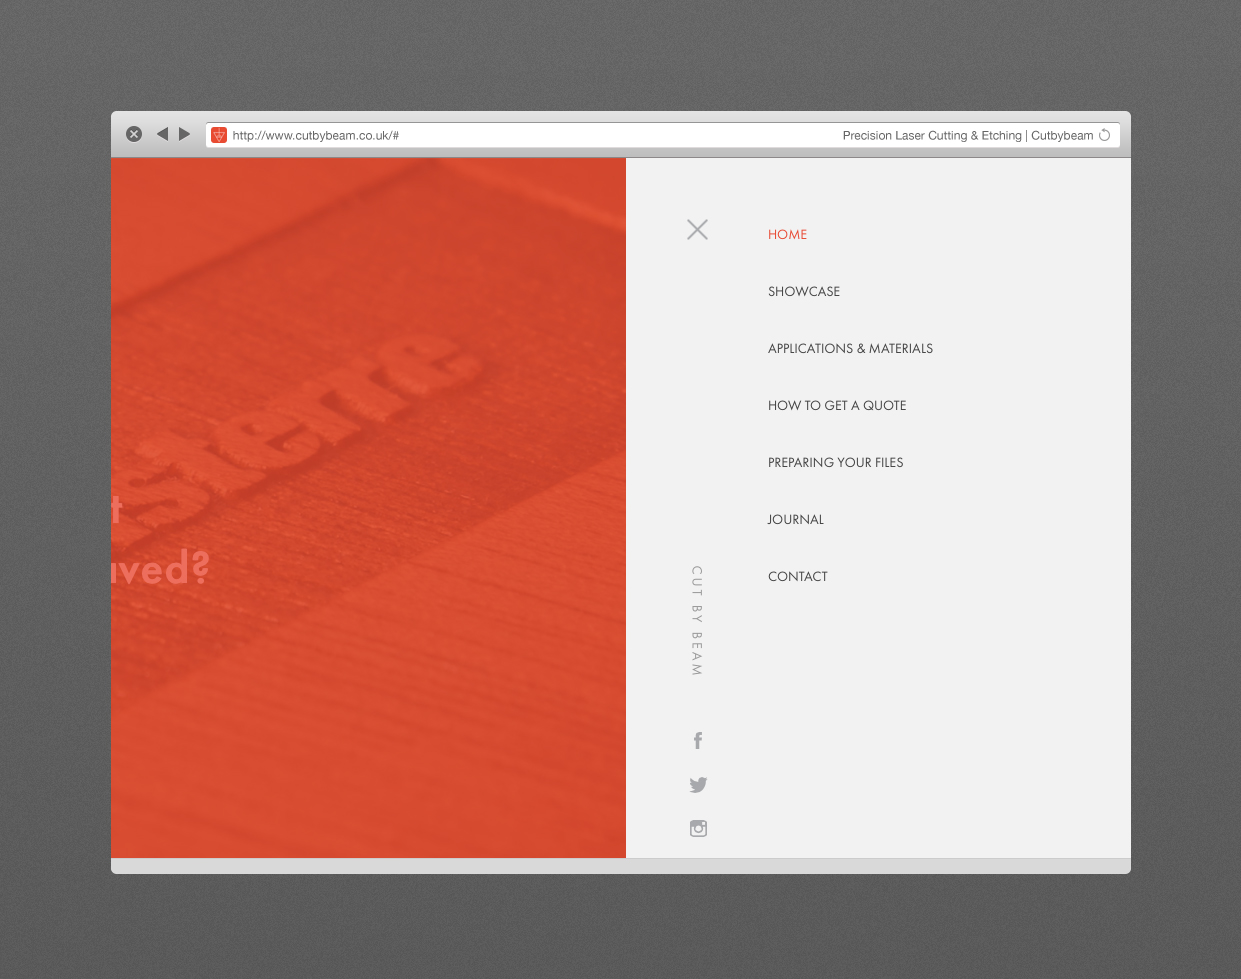 http://www.cutbybeam.co.uk/#
Precision Laser Cutting & Etching | Cutbybeam
HOME
SHOWCASE
APPLICATIONS & MATERIALS
HOW TO GET A QUOTE
PREPARING YOUR FILES
JOURNAL
CONTACT
CUT BY BEAM